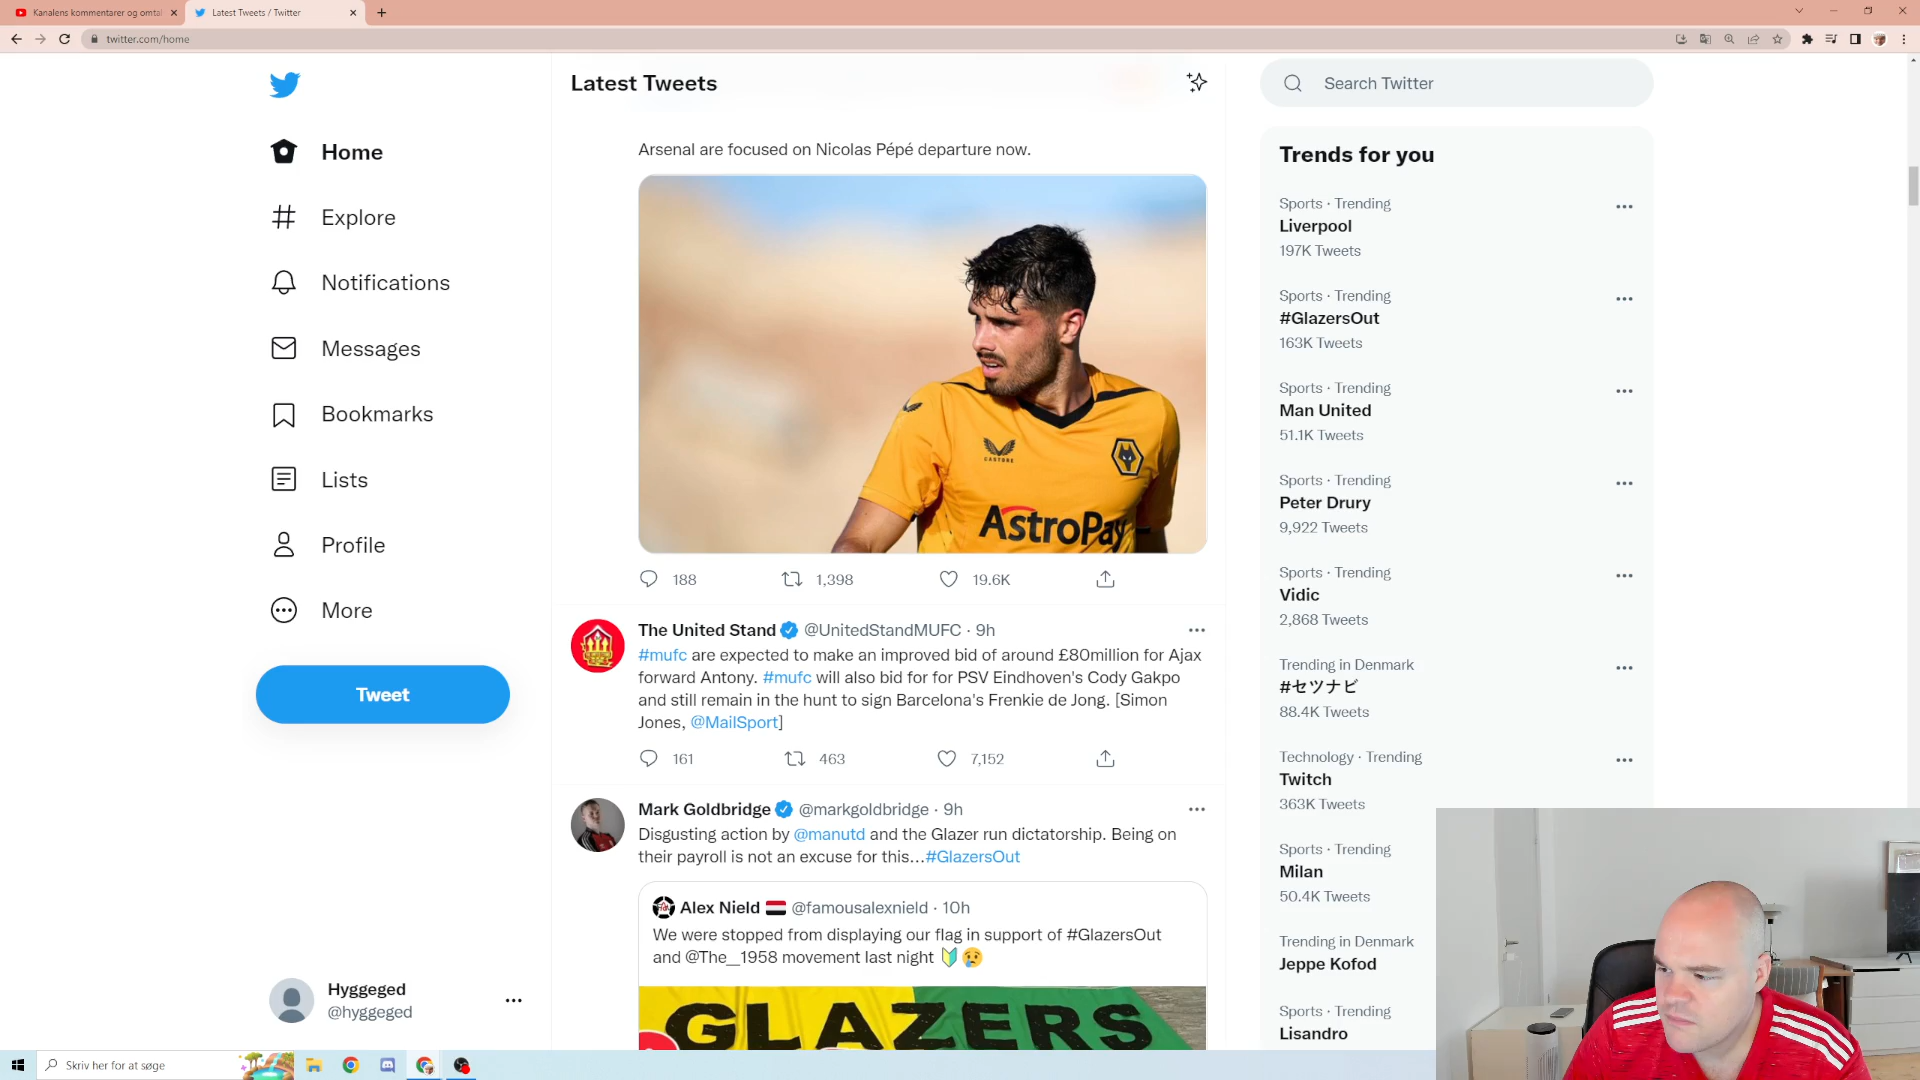 Kanalens kommentarer og omtal
Latest Tweets / Twitter
twitter.com/home
Latest Tweets
Search Twitter
Home
Explore
Notifications
Messages
Bookmarks
Lists
Profile
More
Tweet
Hyggeged
@hyggeged
Arsenal are focused on Nicolas Pépé departure now.
CASTORE
AstroPay
188
1,398
19.6K
The United Stand @UnitedStandMUFC · 9h
#mufc are expected to make an improved bid of around £80million for Ajax
forward Antony. #mufc will also bid for for PSV Eindhoven's Cody Gakpo
and still remain in the hunt to sign Barcelona's Frenkie de Jong. [Simon
Jones, @MailSport]
161
463
7,152
Mark Goldbridge @markgoldbridge · 9h
Disgusting action by @manutd and the Glazer run dictatorship. Being on
their payroll is not an excuse for this...#GlazersOut
Alex Nield @famousalexnield · 10h
We were stopped from displaying our flag in support of #GlazersOut
and @The__1958 movement last night
GLAZERS
Trends for you
Sports · Trending
Liverpool
197K Tweets
Sports · Trending
#GlazersOut
163K Tweets
Sports · Trending
Man United
51.1K Tweets
Sports · Trending
Peter Drury
9,922 Tweets
Sports · Trending
Vidic
2,868 Tweets
Trending in Denmark
#セツナビ
88.4K Tweets
Technology · Trending
Twitch
363K Tweets
Sports · Trending
Milan
50.4K Tweets
Trending in Denmark
Jeppe Kofod
Sports · Trending
Lisandro
Skriv her for at søge